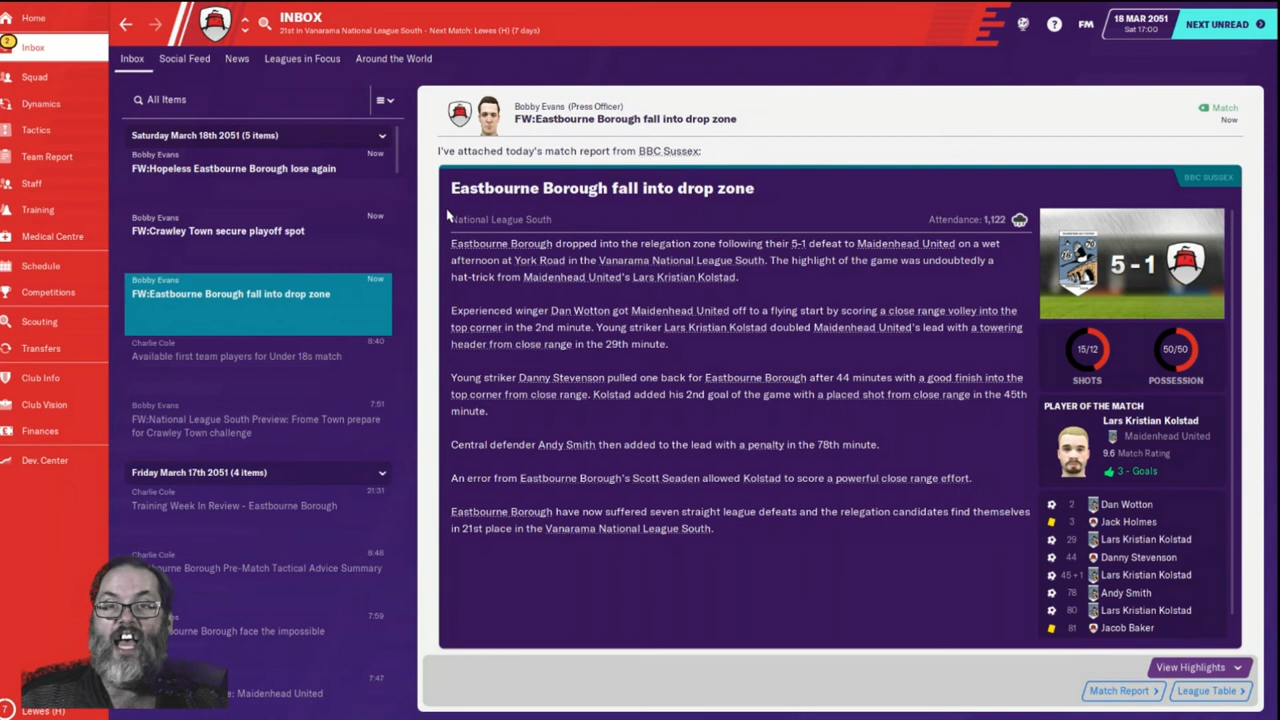 Home
2
Inbox
Squad
Dynamics
Tactics
Team Report
Staff
Training
Medical Centre
Schedule
Competitions
Scouting
Transfers
Club Info
Club Vision
Finances
Dev. Center
7
Lewes (H)
INBOX
21st in Vanarama National League South - Next Match: Lewes (H) (7 days)
?
FM
18 MAR 2051
Sat 17:00
NEXT UNREAD
Inbox
Social Feed
News
Leagues in Focus
Around the World
All Items
Saturday March 18th 2051 (5 items)
Bobby Evans
Now
FW:Hopeless Eastbourne Borough lose again
Bobby Evans
Now
FW:Crawley Town secure playoff spot
Bobby Evans
Now
FW:Eastbourne Borough fall into drop zone
Charlie Cole
8:40
Available first team players for Under 18s match
Bobby Evans
7:51
FW:National League South Preview: Frome Town prepare
for Crawley Town challenge
Friday March 17th 2051 (4 items)
Charlie Cole
21:31
Training Week In Review - Eastbourne Borough
Charlie Cole
8:48
bourne Borough Pre-Match Tactical Advice Summary
7:59
ourne Borough face the impossible
7:47
e: Maidenhead United
Bobby Evans (Press Officer)
FW:Eastbourne Borough fall into drop zone
Match
Now
I've attached today's match report from BBC Sussex:
BBC SUSSEX
Eastbourne Borough fall into drop zone
National League South
Attendance: 1,122
Eastbourne Borough dropped into the relegation zone following their 5-1 defeat to Maidenhead United on a wet
afternoon at York Road in the Vanarama National League South. The highlight of the game was undoubtedly a
hat-trick from Maidenhead United's Lars Kristian Kolstad.
Experienced winger Dan Wotton got Maidenhead United off to a flying start by scoring a close range volley into the
top corner in the 2nd minute. Young striker Lars Kristian Kolstad doubled Maidenhead United's lead with a towering
header from close range in the 29th minute.
Young striker Danny Stevenson pulled one back for Eastbourne Borough after 44 minutes with a good finish into the
top corner from close range. Kolstad added his 2nd goal of the game with a placed shot from close range in the 45th
minute.
Central defender Andy Smith then added to the lead with a penalty in the 78th minute.
An error from Eastbourne Borough's Scott Seaden allowed Kolstad to score a powerful close range effort.
Eastbourne Borough have now suffered seven straight league defeats and the relegation candidates find themselves
in 21st place in the Vanarama National League South.
5 - 1
15/12
SHOTS
50/50
POSSESSION
PLAYER OF THE MATCH
Lars Kristian Kolstad
Maidenhead United
9.6 Match Rating
3 - Goals
2 Dan Wotton
3 Jack Holmes
29 Lars Kristian Kolstad
44 Danny Stevenson
45+1 Lars Kristian Kolstad
78 Andy Smith
80 Lars Kristian Kolstad
81 Jacob Baker
View Highlights
Match Report
League Table